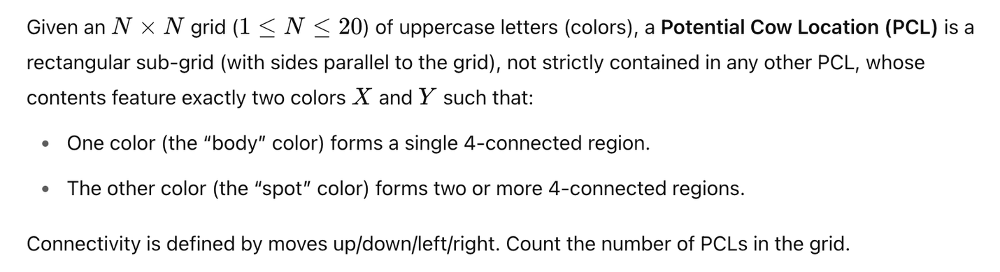 Given an N × N grid (1 ≤ N ≤ 20) of uppercase letters (colors), a Potential Cow Location (PCL) is a
rectangular sub-grid (with sides parallel to the grid), not strictly contained in any other PCL, whose
contents feature exactly two colors X and Y such that:
• One color (the “body” color) forms a single 4-connected region.
• The other color (the “spot” color) forms two or more 4-connected regions.
Connectivity is defined by moves up/down/left/right. Count the number of PCLs in the grid.